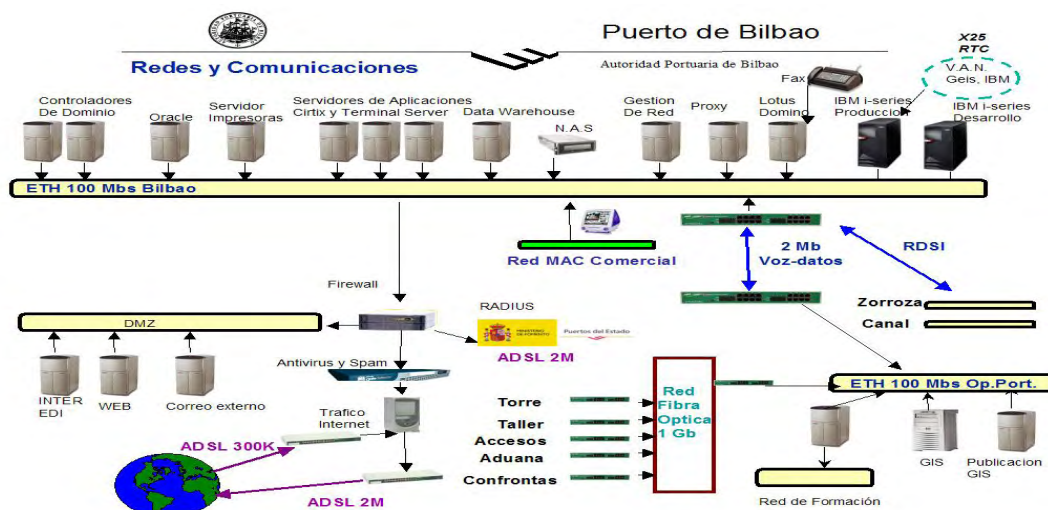 Puerto de Bilbao
Redes y Comunicaciones
Autoridad Portuaria de Bilbao
X25
RTC
Fax
V.A.N.
Geis, IBM
Controladores
De Dominio
Oracle
Servidor
Impresoras
Servidores de Aplicaciones
Cirtix y Terminal Server
Data Warehouse
N.A.S
Gestion
De Red
Proxy
Lotus
Domino
IBM i-series
Produccion
IBM i-series
Desarrollo
ETH 100 Mbs Bilbao
Red MAC Comercial
2 Mb
Voz-datos
RDSI
Firewall
RADIUS
Zorroza
Canal
DMZ
Puertos del Estado
ADSL 2M
Antivirus y Spam
INTER
EDI
WEB
Correo externo
Trafico
Internet
ADSL 300K
ADSL 2M
Torre
Taller
Accesos
Aduana
Confrontas
Red
Fibra
Optica
1 Gb
ETH 100 Mbs Op.Port.
GIS
Publicacion
GIS
Red de Formación